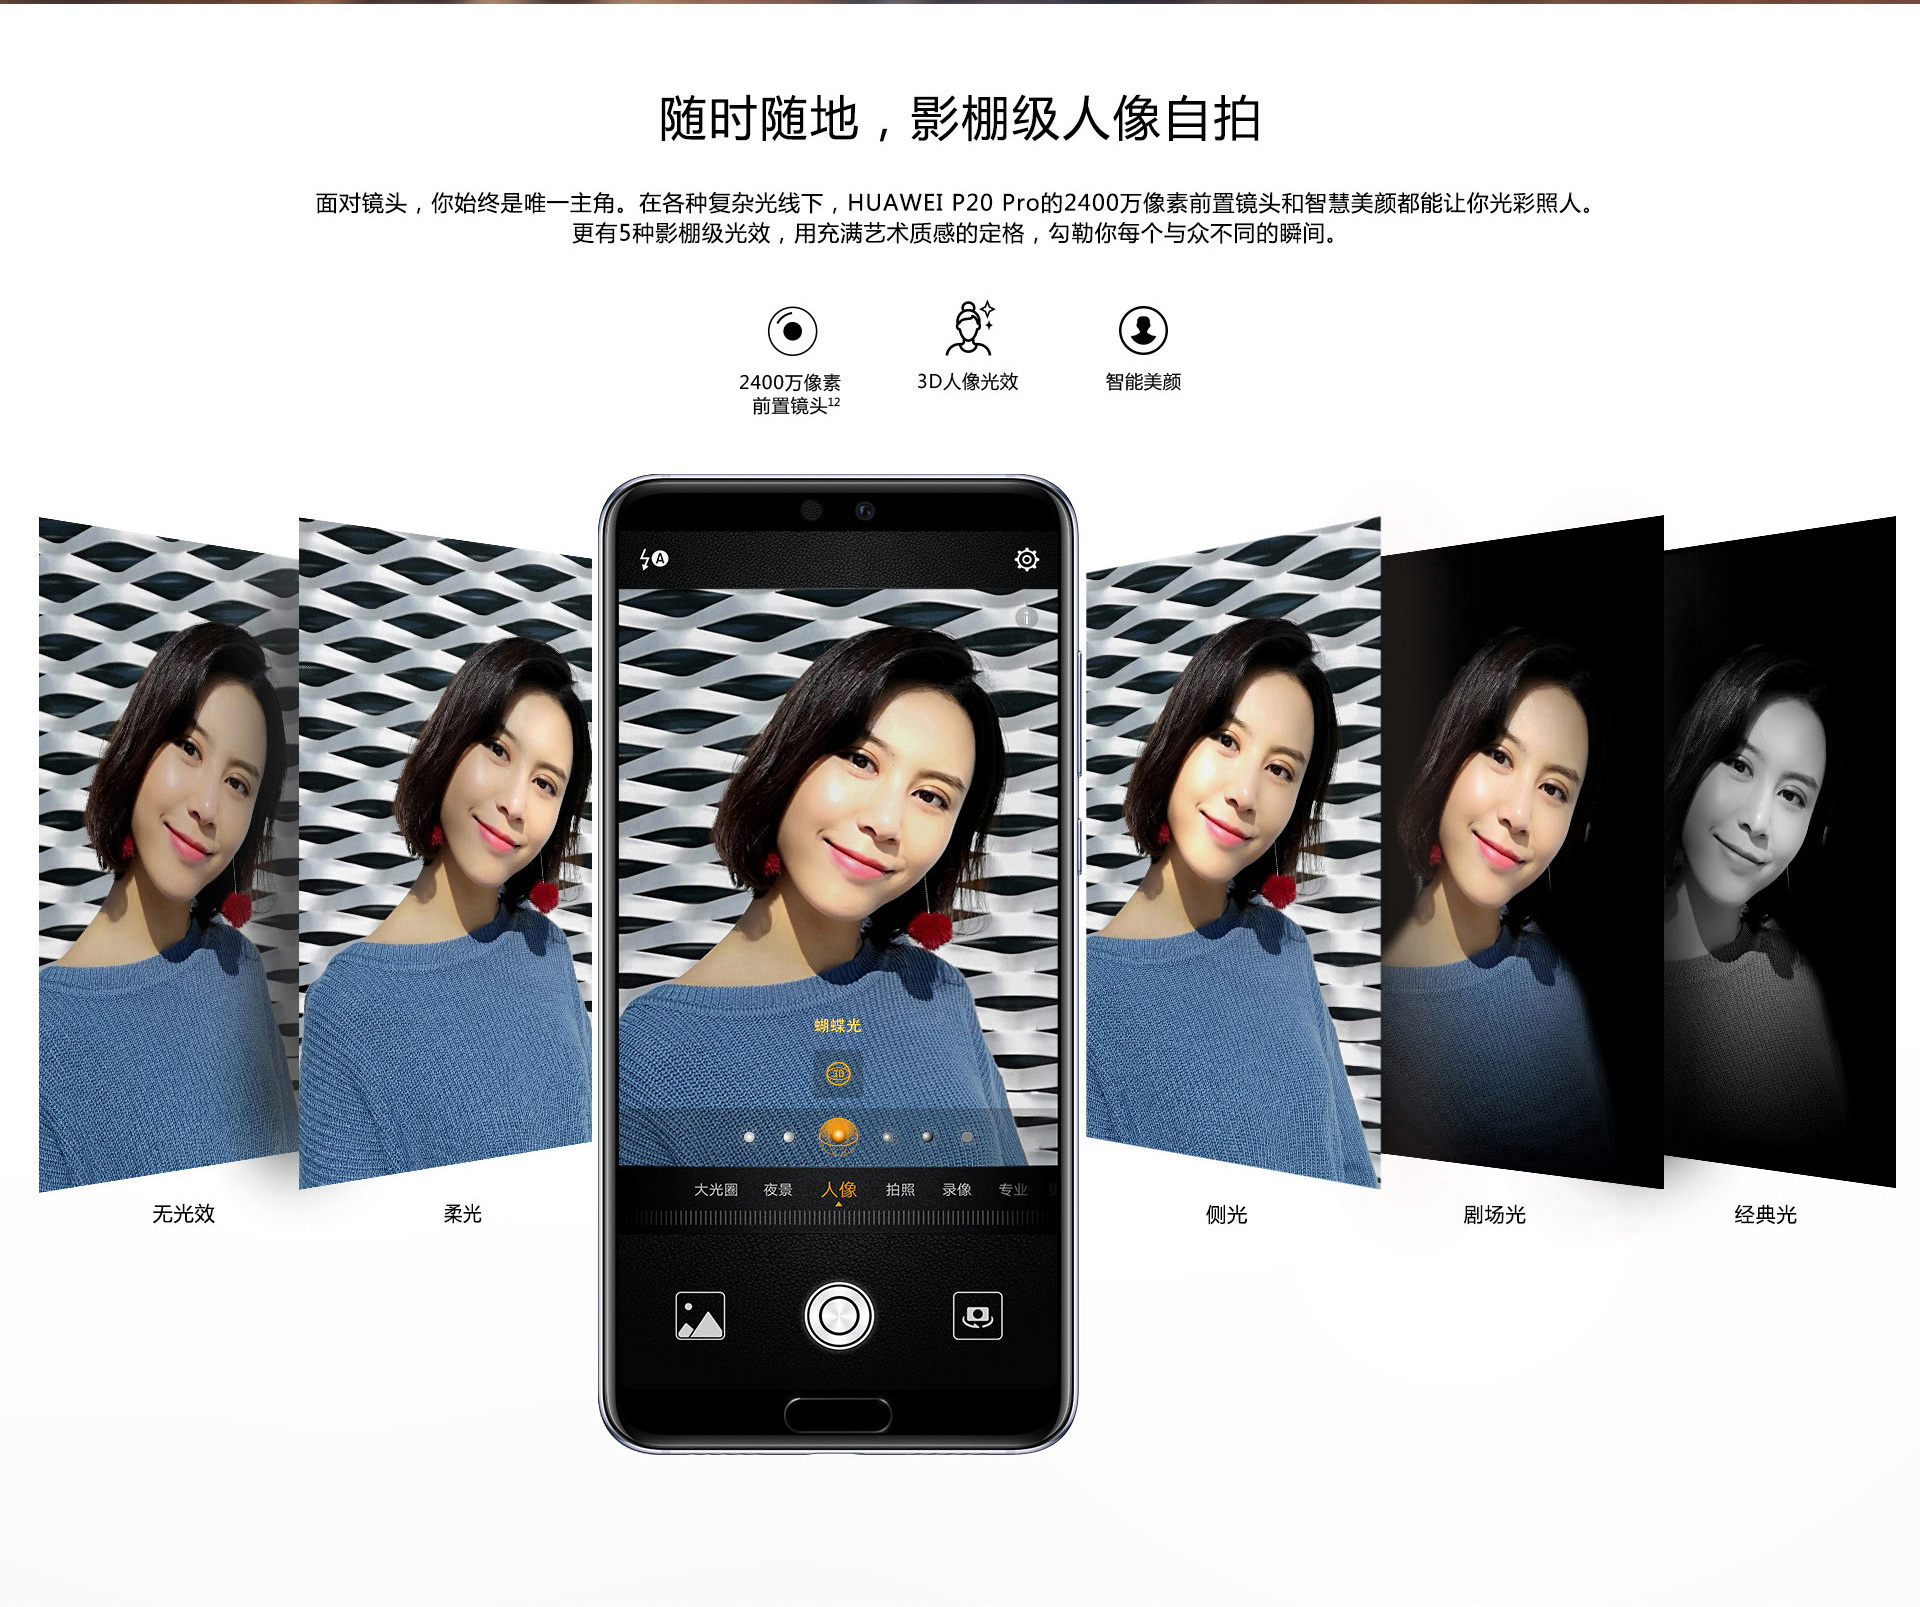 随时随地，影棚级人像自拍
面对镜头，你始终是唯一主角。在各种复杂光线下，HUAWEI P20 Pro的2400万像素前置镜头和智慧美颜都能让你光彩照人。
更有5种影棚级光效，用充满艺术质感的定格，勾勒你每个与众不同的瞬间。
2400万像素
前置镜头12
3D人像光效
智能美颜
A
i
蝴蝶光
3D
大光圈 夜景 人像 拍照 录像 专业
无光效
柔光
侧光
剧场光
经典光